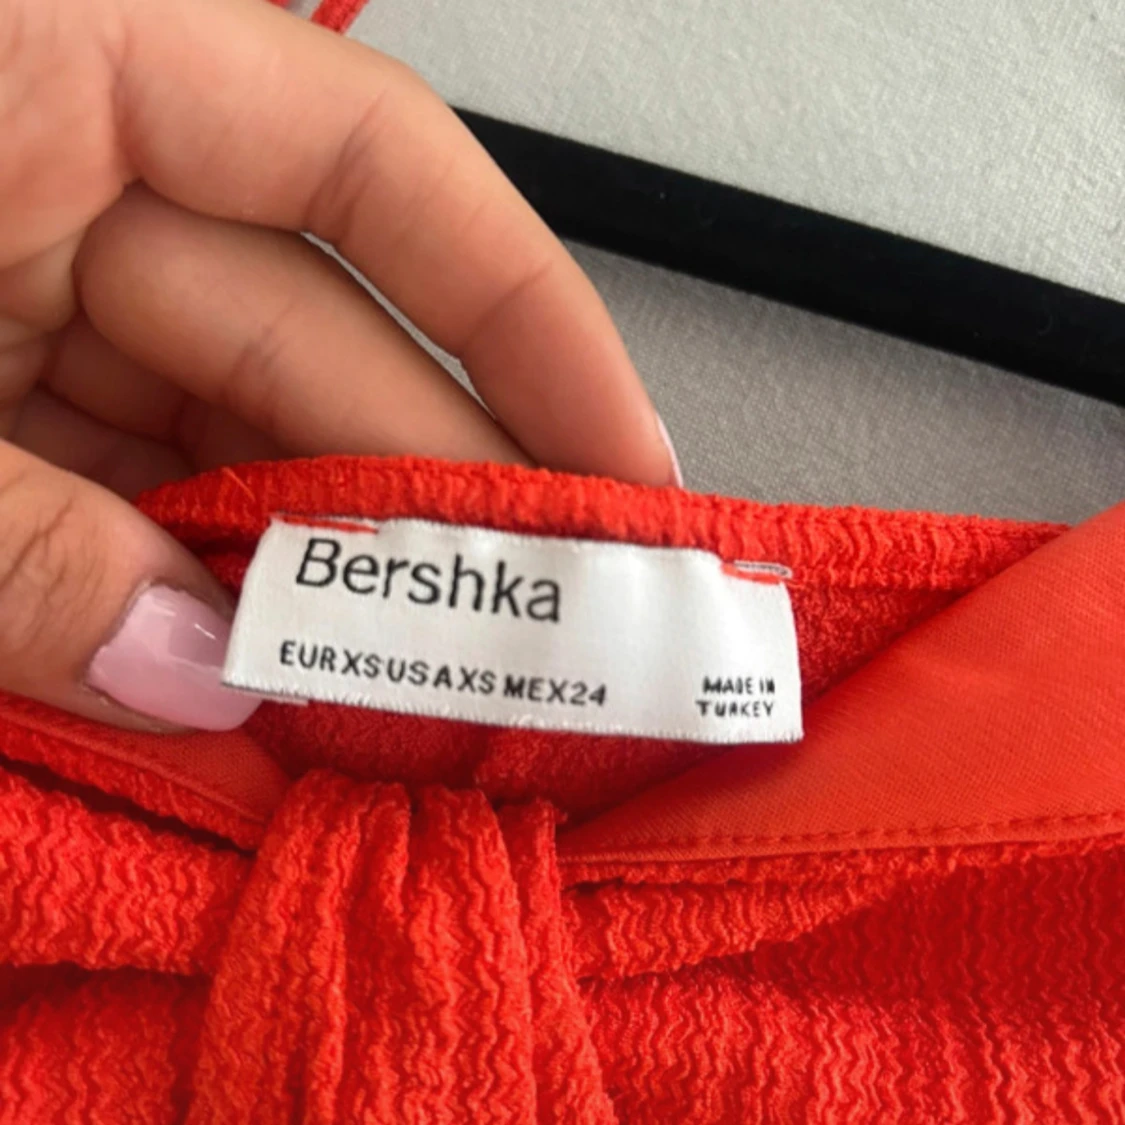 Bershka
EUR XS USA XS MEX 24
MADE IN
TURKEY